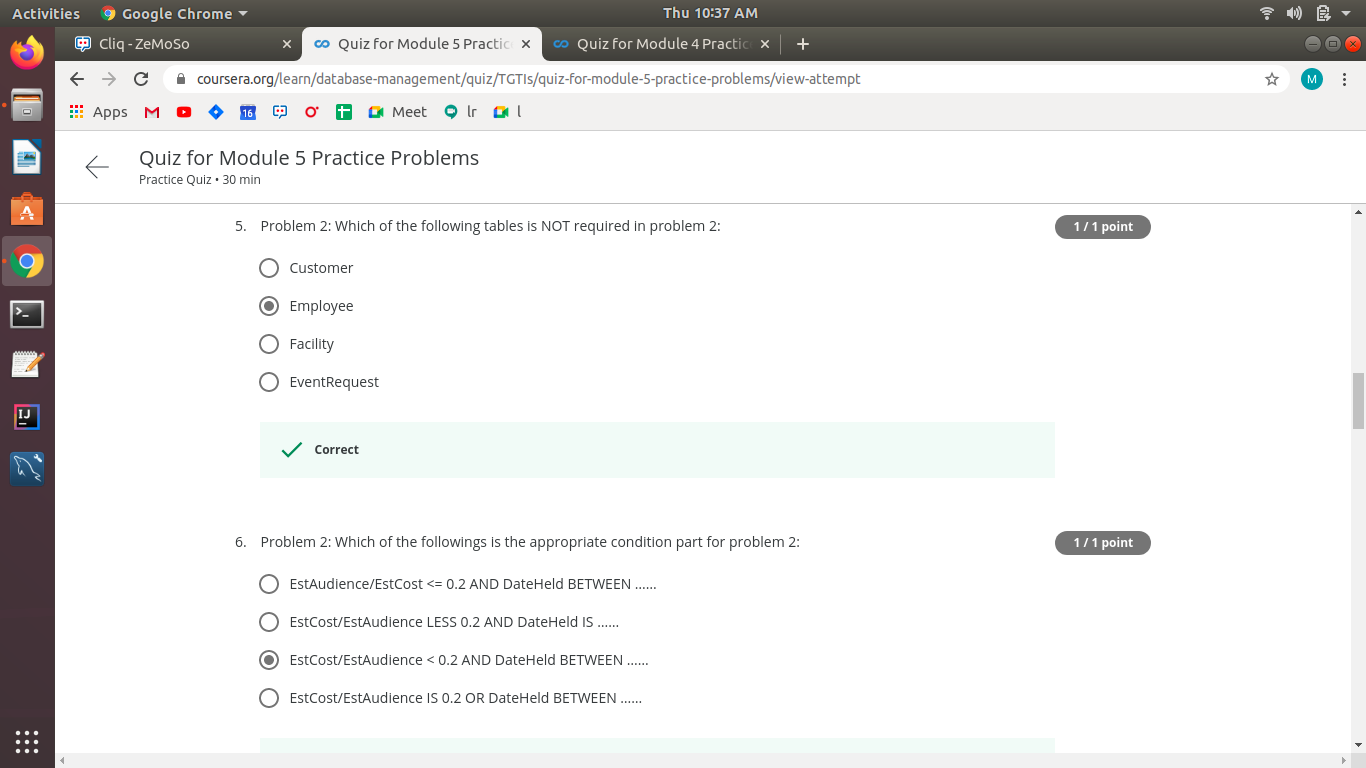 Activities Google Chrome Thu 10:37 AM
Cliq - ZeMoSo Quiz for Module 5 Practic Quiz for Module 4 Practic
coursera.org/learn/database-management/quiz/TGTIs/quiz-for-module-5-practice-problems/view-attempt M
Apps 16 Meet lr l
Quiz for Module 5 Practice Problems
Practice Quiz • 30 min
5. Problem 2: Which of the following tables is NOT required in problem 2: 1 / 1 point
Customer
Employee
Facility
EventRequest
Correct
6. Problem 2: Which of the followings is the appropriate condition part for problem 2: 1 / 1 point
EstAudience/EstCost <= 0.2 AND DateHeld BETWEEN ......
EstCost/EstAudience LESS 0.2 AND DateHeld IS ......
EstCost/EstAudience < 0.2 AND DateHeld BETWEEN ......
EstCost/EstAudience IS 0.2 OR DateHeld BETWEEN ......